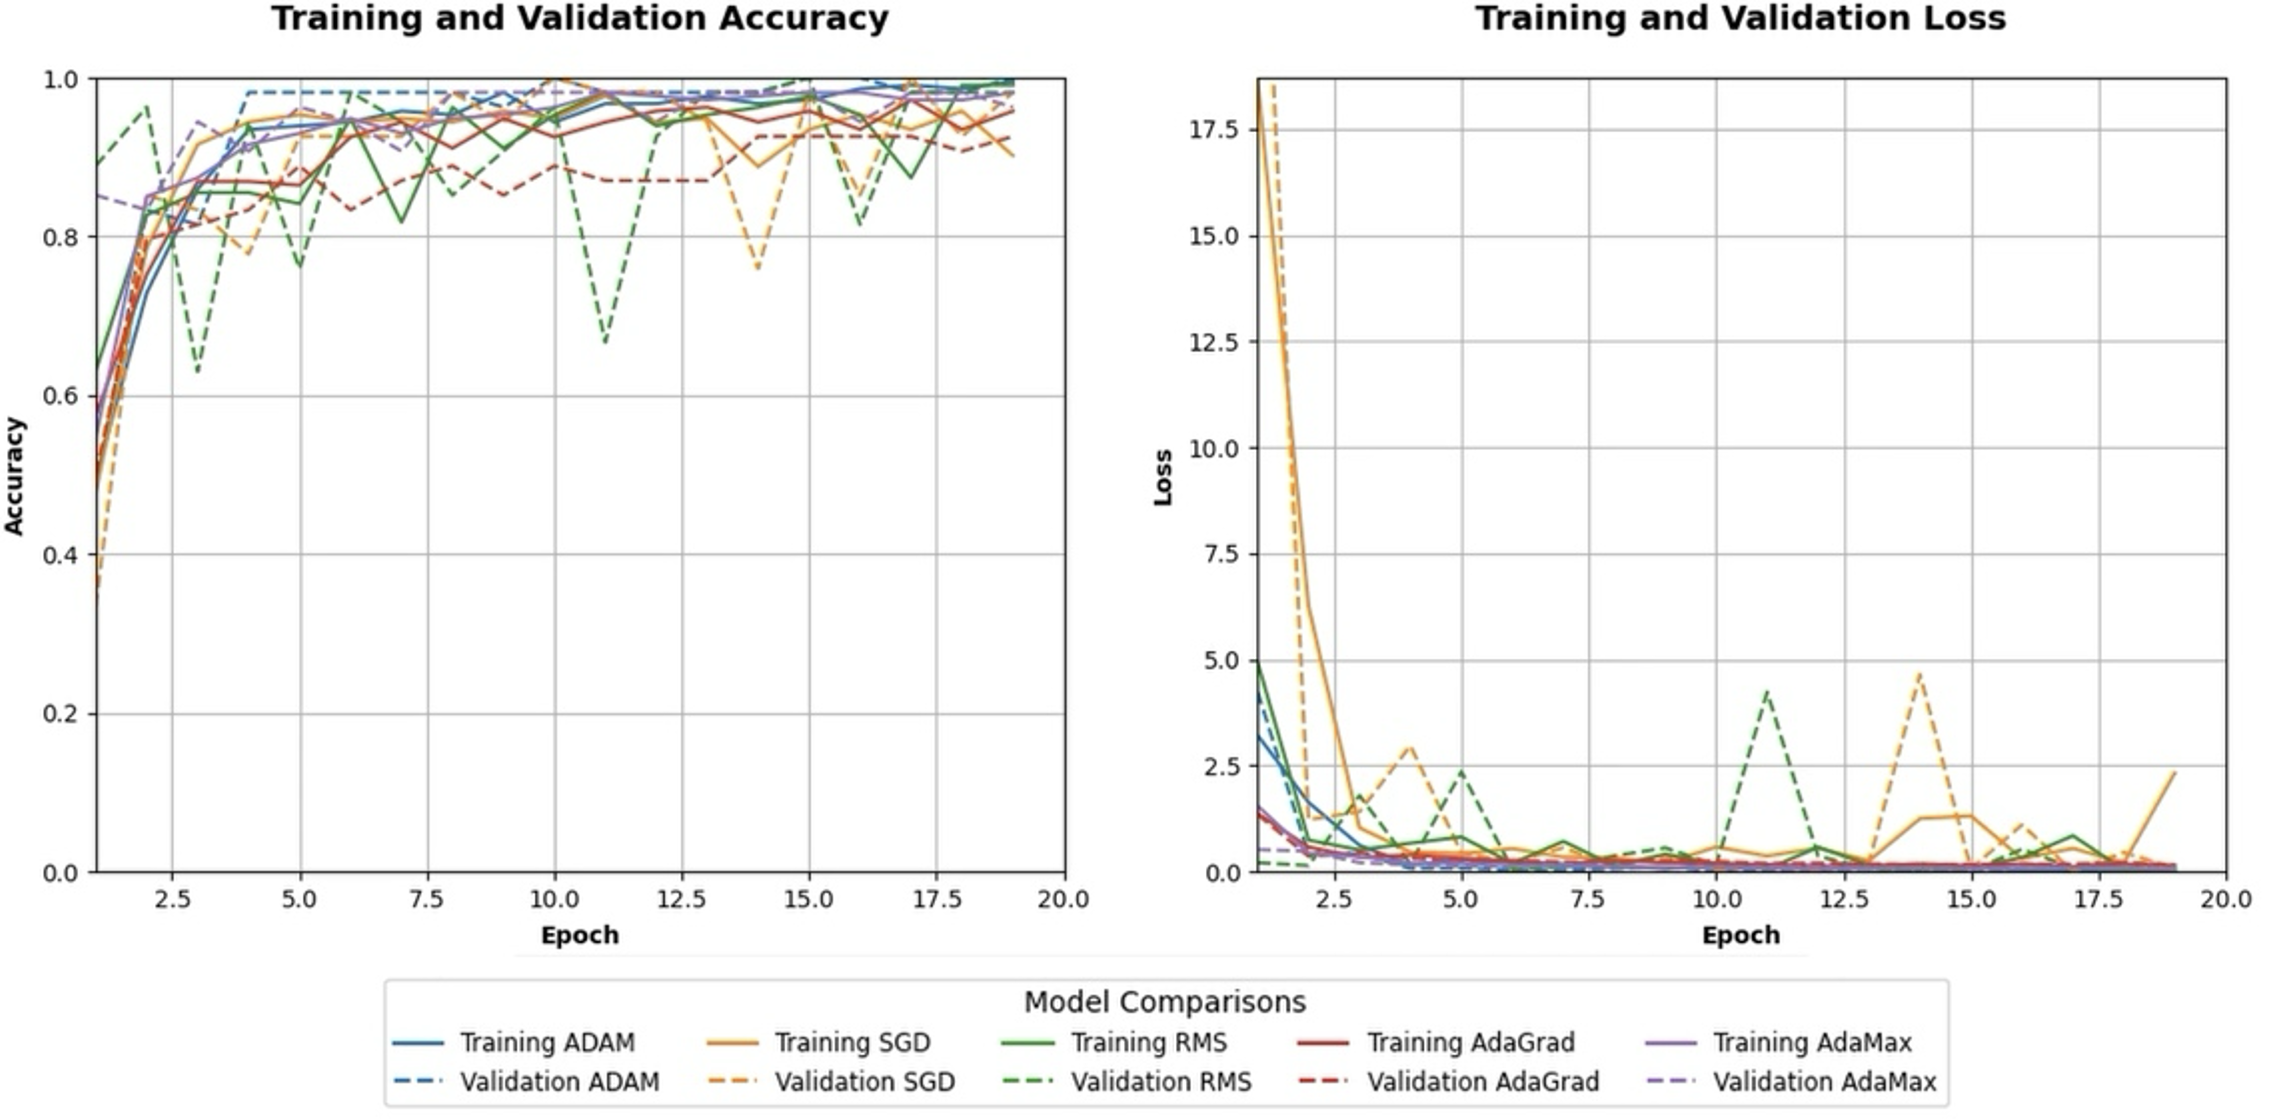 Training and Validation Accuracy
1.0
0.8
0.6
0.4
0.2
0.0
Accuracy
2.5 5.0 7.5 10.0 12.5 15.0 17.5 20.0
Epoch
Training and Validation Loss
17.5
15.0
12.5
10.0
7.5
5.0
2.5
0.0
Loss
2.5 5.0 7.5 10.0 12.5 15.0 17.5 20.0
Epoch
Model Comparisons
Training ADAM Training SGD Training RMS Training AdaGrad Training AdaMax
Validation ADAM Validation SGD Validation RMS Validation AdaGrad Validation AdaMax